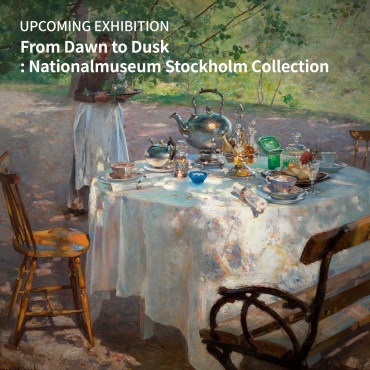 UPCOMING EXHIBITION
From Dawn to Dusk
: Nationalmuseum Stockholm Collection